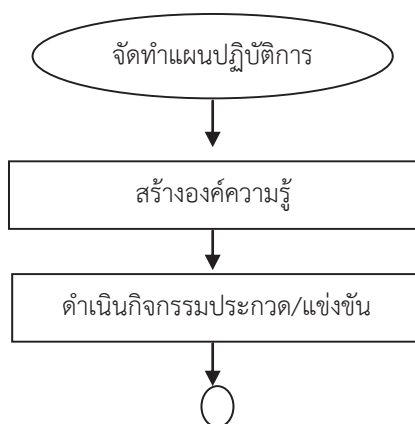 จัดทำแผนปฏิบัติการ
สร้างองค์ความรู้
ดำเนินกิจกรรมประกวด/แข่งขัน